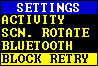 SETTINGS
ACTIVITY
SCN. ROTATE
BLUETOOTH
BLOCK RETRY